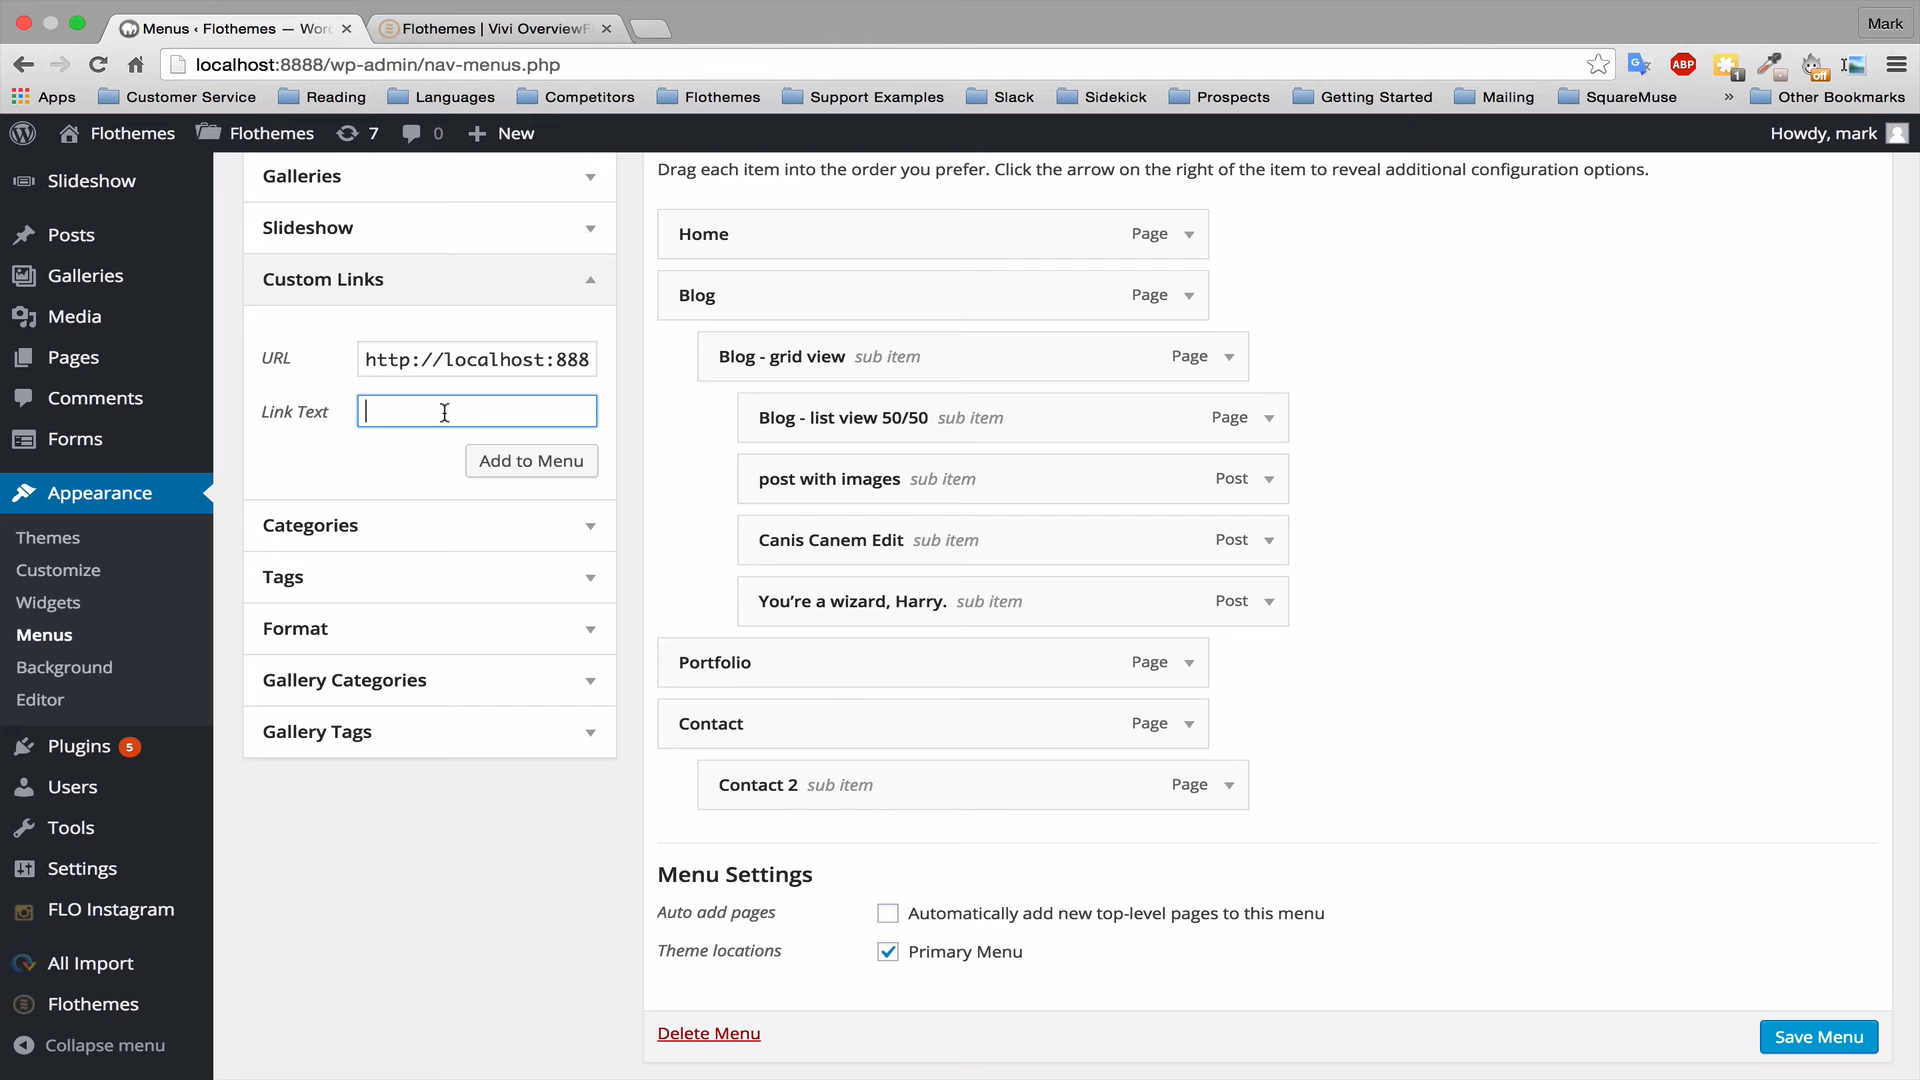 Menus ‹ Flothemes — Wor
Flothemes | Vivi OverviewF
Mark
localhost:8888/wp-admin/nav-menus.php
ABP
1
off
Apps
Customer Service
Reading
Languages
Competitors
Flothemes
Support Examples
Slack
Sidekick
Prospects
Getting Started
Mailing
SquareMuse
»
Other Bookmarks
Flothemes
Flothemes
7
0
New
Howdy, mark
Slideshow
Posts
Galleries
Media
Pages
Comments
Forms
Appearance
Themes
Customize
Widgets
Menus
Background
Editor
Plugins 5
Users
Tools
Settings
FLO Instagram
All Import
Flothemes
Collapse menu
Galleries
Slideshow
Custom Links
URL http://localhost:888
Link Text
Add to Menu
Categories
Tags
Format
Gallery Categories
Gallery Tags
Drag each item into the order you prefer. Click the arrow on the right of the item to reveal additional configuration options.
Home Page
Blog Page
Blog - grid view sub item Page
Blog - list view 50/50 sub item Page
post with images sub item Post
Canis Canem Edit sub item Post
You're a wizard, Harry. sub item Post
Portfolio Page
Contact Page
Contact 2 sub item Page
Menu Settings
Auto add pages Automatically add new top-level pages to this menu
Theme locations Primary Menu
Delete Menu
Save Menu